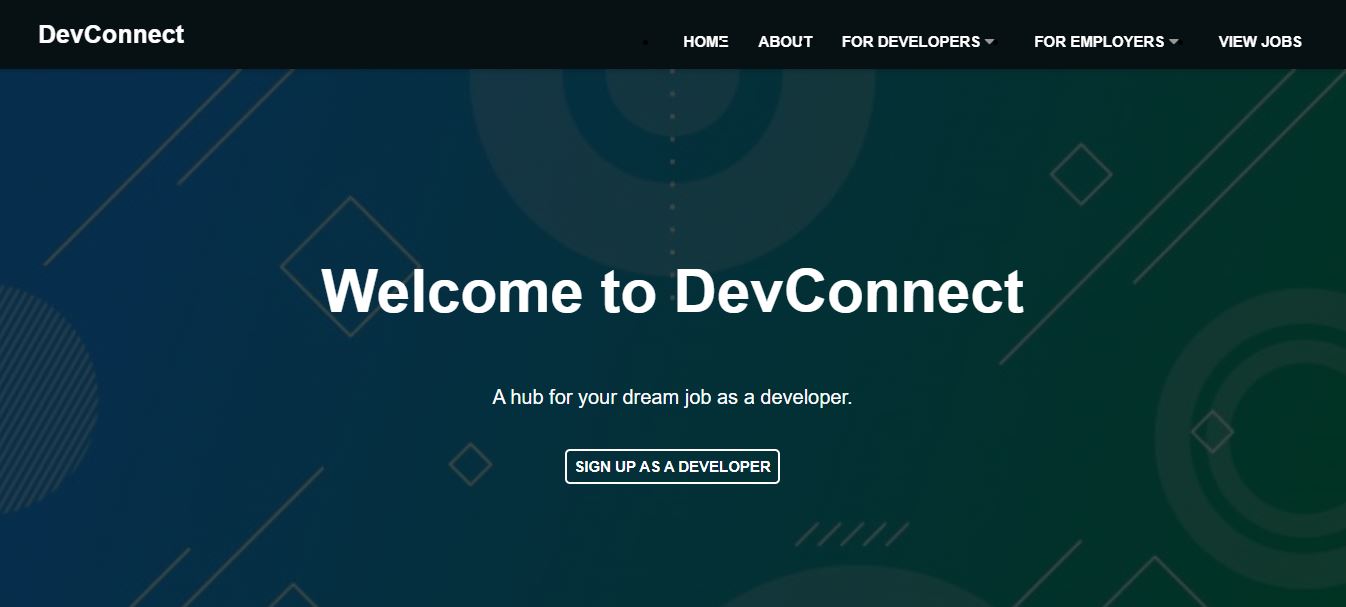 DevConnect
HOME ABOUT FOR DEVELOPERS FOR EMPLOYERS VIEW JOBS
Welcome to DevConnect
A hub for your dream job as a developer.
SIGN UP AS A DEVELOPER